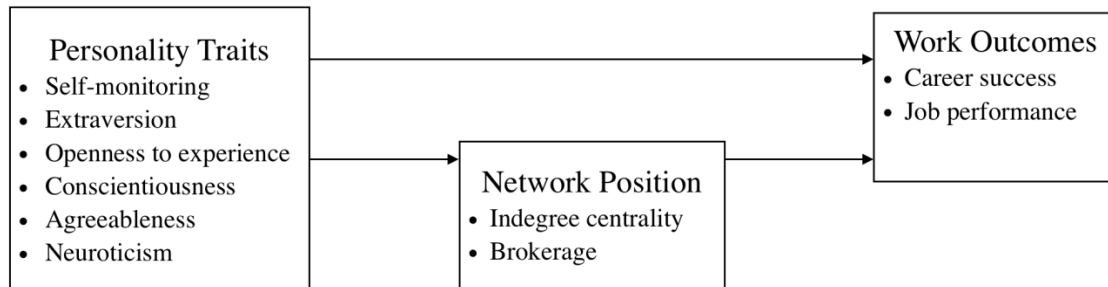 Personality Traits
• Self-monitoring
• Extraversion
• Openness to experience
• Conscientiousness
• Agreeableness
• Neuroticism
Network Position
• Indegree centrality
• Brokerage
Work Outcomes
• Career success
• Job performance